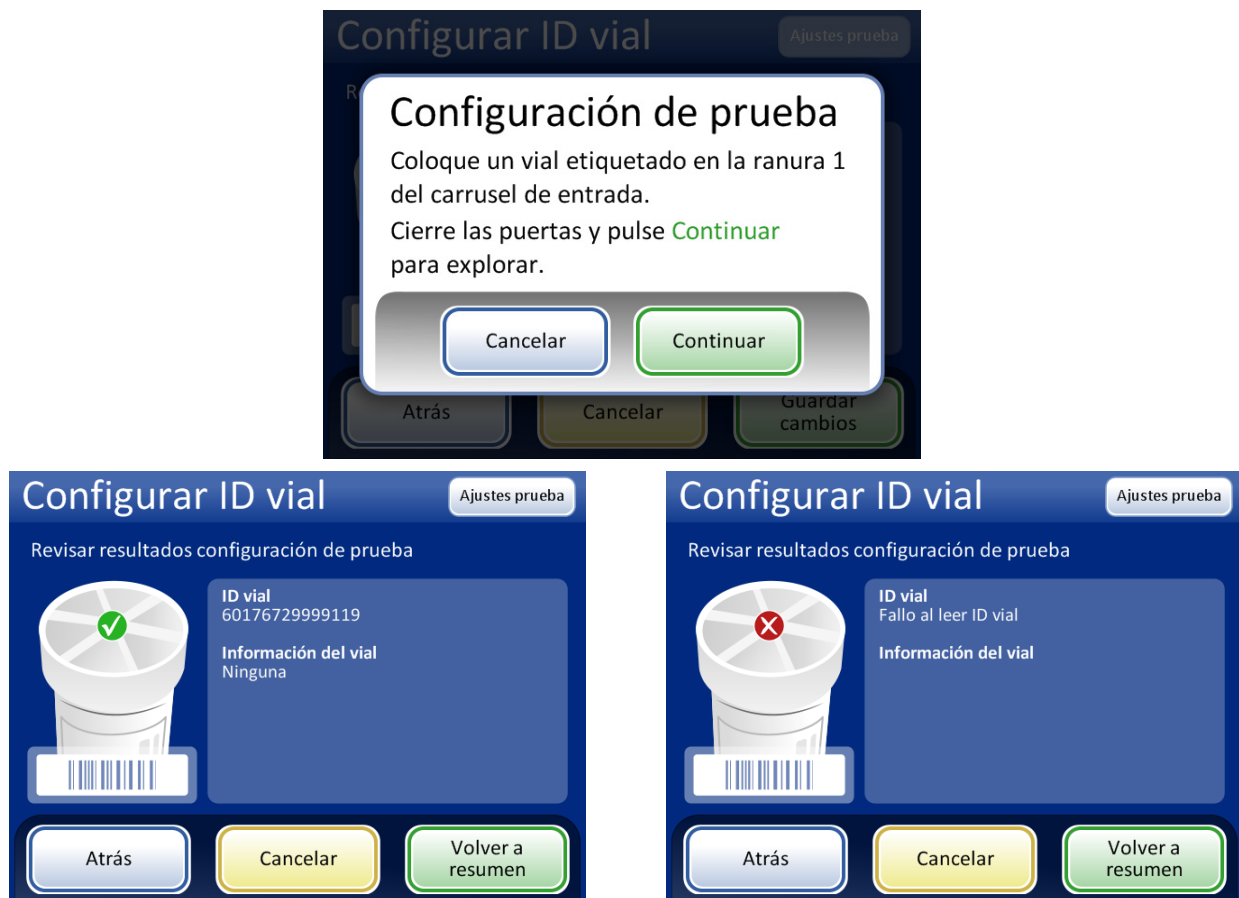 Configurar ID vial
Ajustes prueba
R
Configuración de prueba
Coloque un vial etiquetado en la ranura 1
del carrusel de entrada.
Cierre las puertas y pulse Continuar
para explorar.
Cancelar
Continuar
Atrás
Cancelar
Guardar
cambios
Configurar ID vial
Ajustes prueba
Revisar resultados configuración de prueba
ID vial
60176729999119
Información del vial
Ninguna
Atrás
Cancelar
Volver a
resumen
Configurar ID vial
Ajustes prueba
Revisar resultados configuración de prueba
ID vial
Fallo al leer ID vial
Información del vial
Atrás
Cancelar
Volver a
resumen